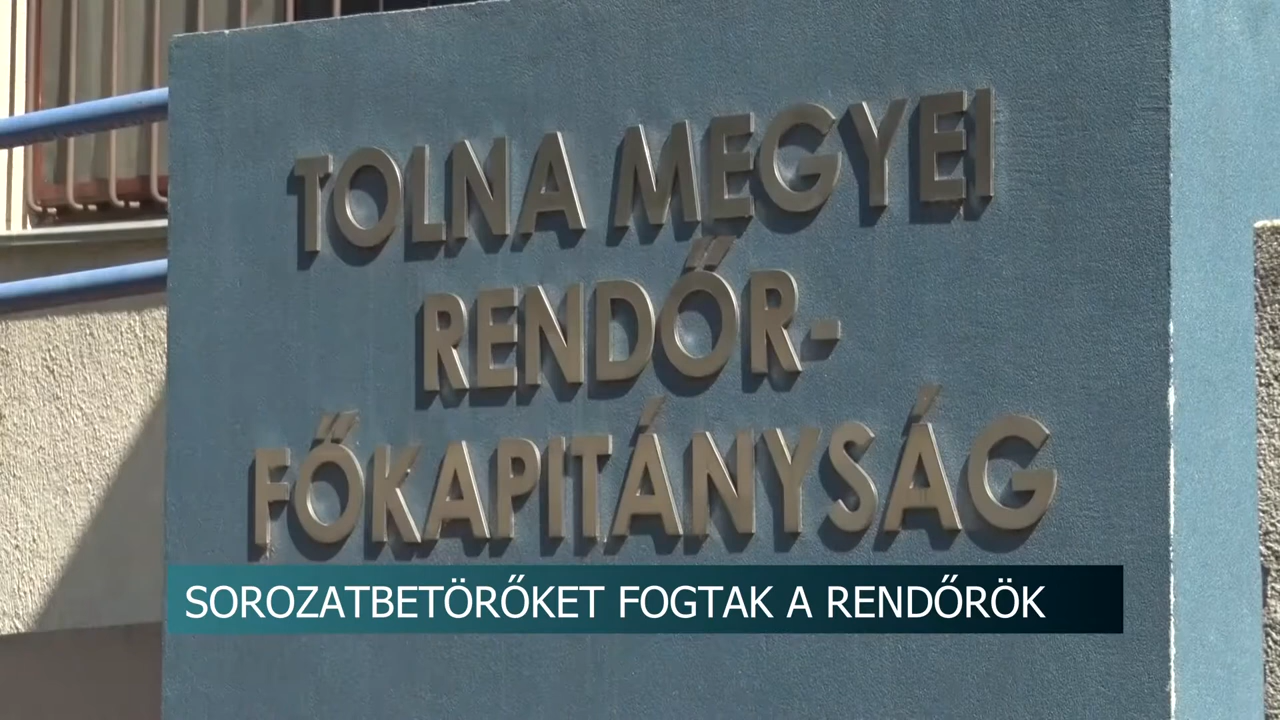 TOLNA MEGYEI
RENDŐR-
FŐKAPITÁNYSÁG
SOROZATBETÖRŐKET FOGTAK A RENDŐRÖK